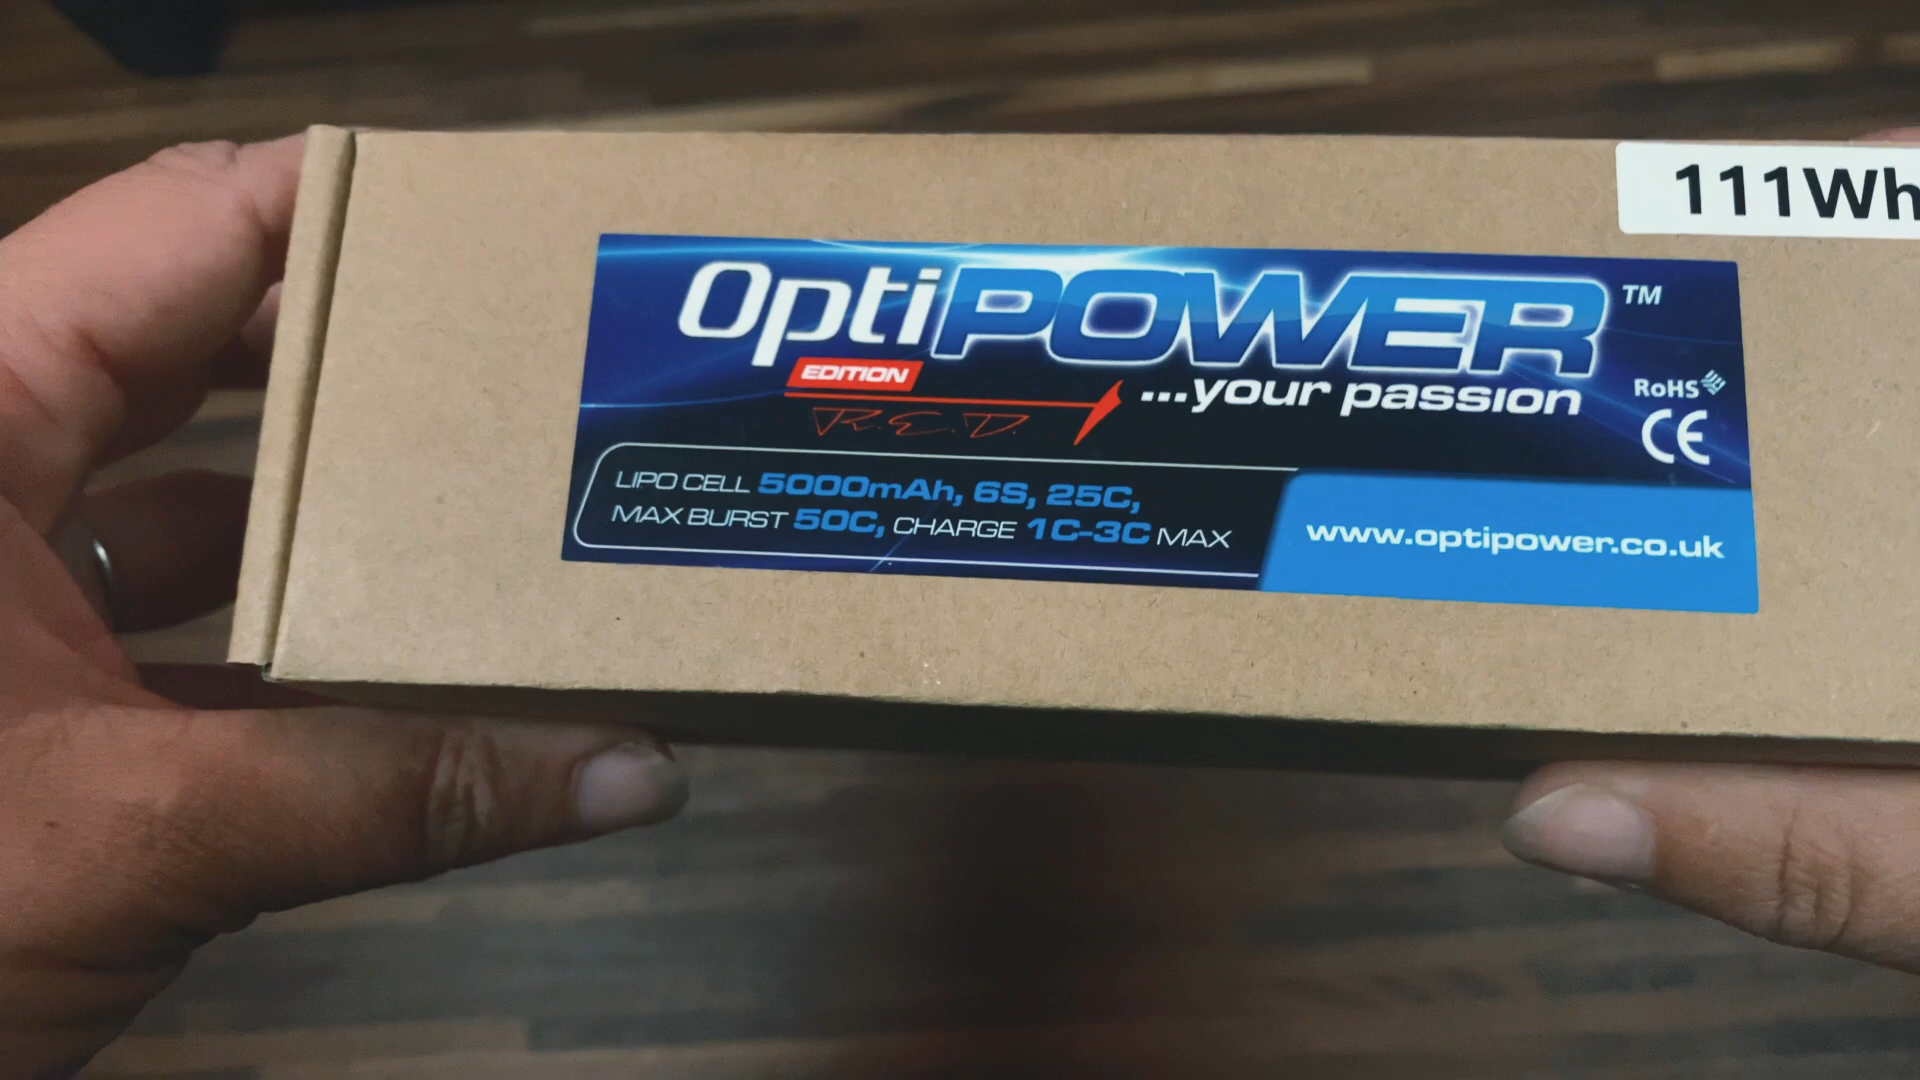 111Wh
OptiPOWER™
EDITION
...your passion
R.E.D.
RoHS
CE
LIPO CELL 5000mAh, 6S, 25C,
MAX BURST 50C, CHARGE 1C-3C MAX
www.optipower.co.uk